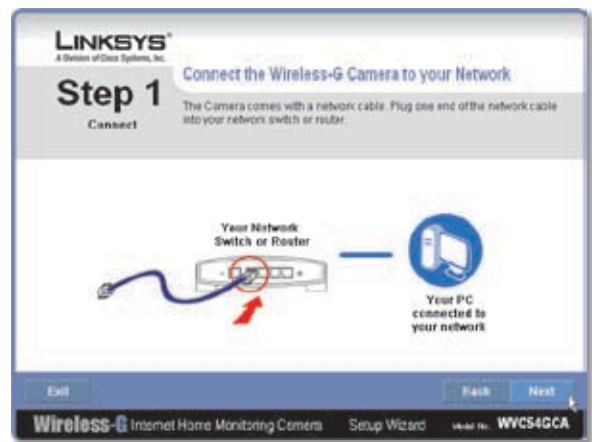 LINKSYS®
A Division of Cisco Systems, Inc.
Step 1
Connect
Connect the Wireless-G Camera to your Network
The Camera comes with a network cable. Plug one end of the network cable
into your network switch or router.
Your Network
Switch or Router
Your PC
connected to
your network
Exit
Back
Next
Wireless-G Internet Home Monitoring Camera
Setup Wizard
Model No. WVC54GCA